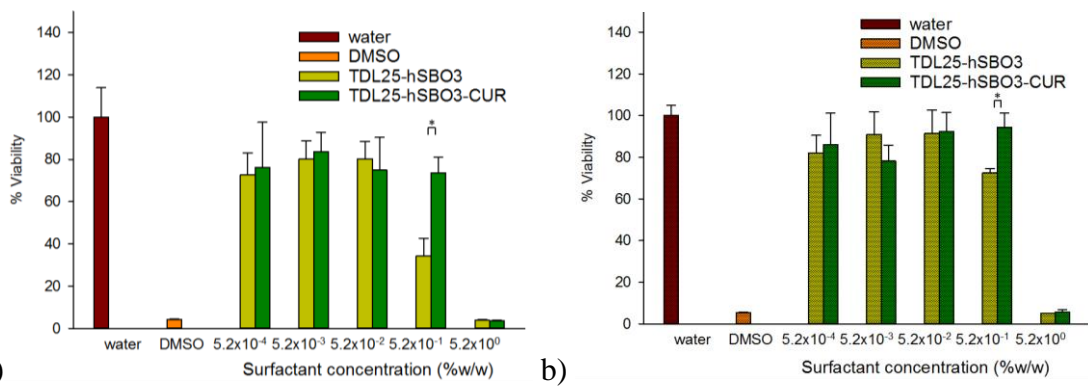 140
120
100
80
60
40
20
0
% Viability
water
DMSO
TDL25-hSBO3
TDL25-hSBO3-CUR
*
water DMSO 5.2x10⁻⁴ 5.2x10⁻³ 5.2x10⁻² 5.2x10⁻¹ 5.2x10⁰
Surfactant concentration (%w/w)
)
b)
140
120
100
80
60
40
20
0
% Viability
water
DMSO
TDL25-hSBO3
TDL25-hSBO3-CUR
*
water DMSO 5.2x10⁻⁴ 5.2x10⁻³ 5.2x10⁻² 5.2x10⁻¹ 5.2x10⁰
Surfactant concentration (%w/w)